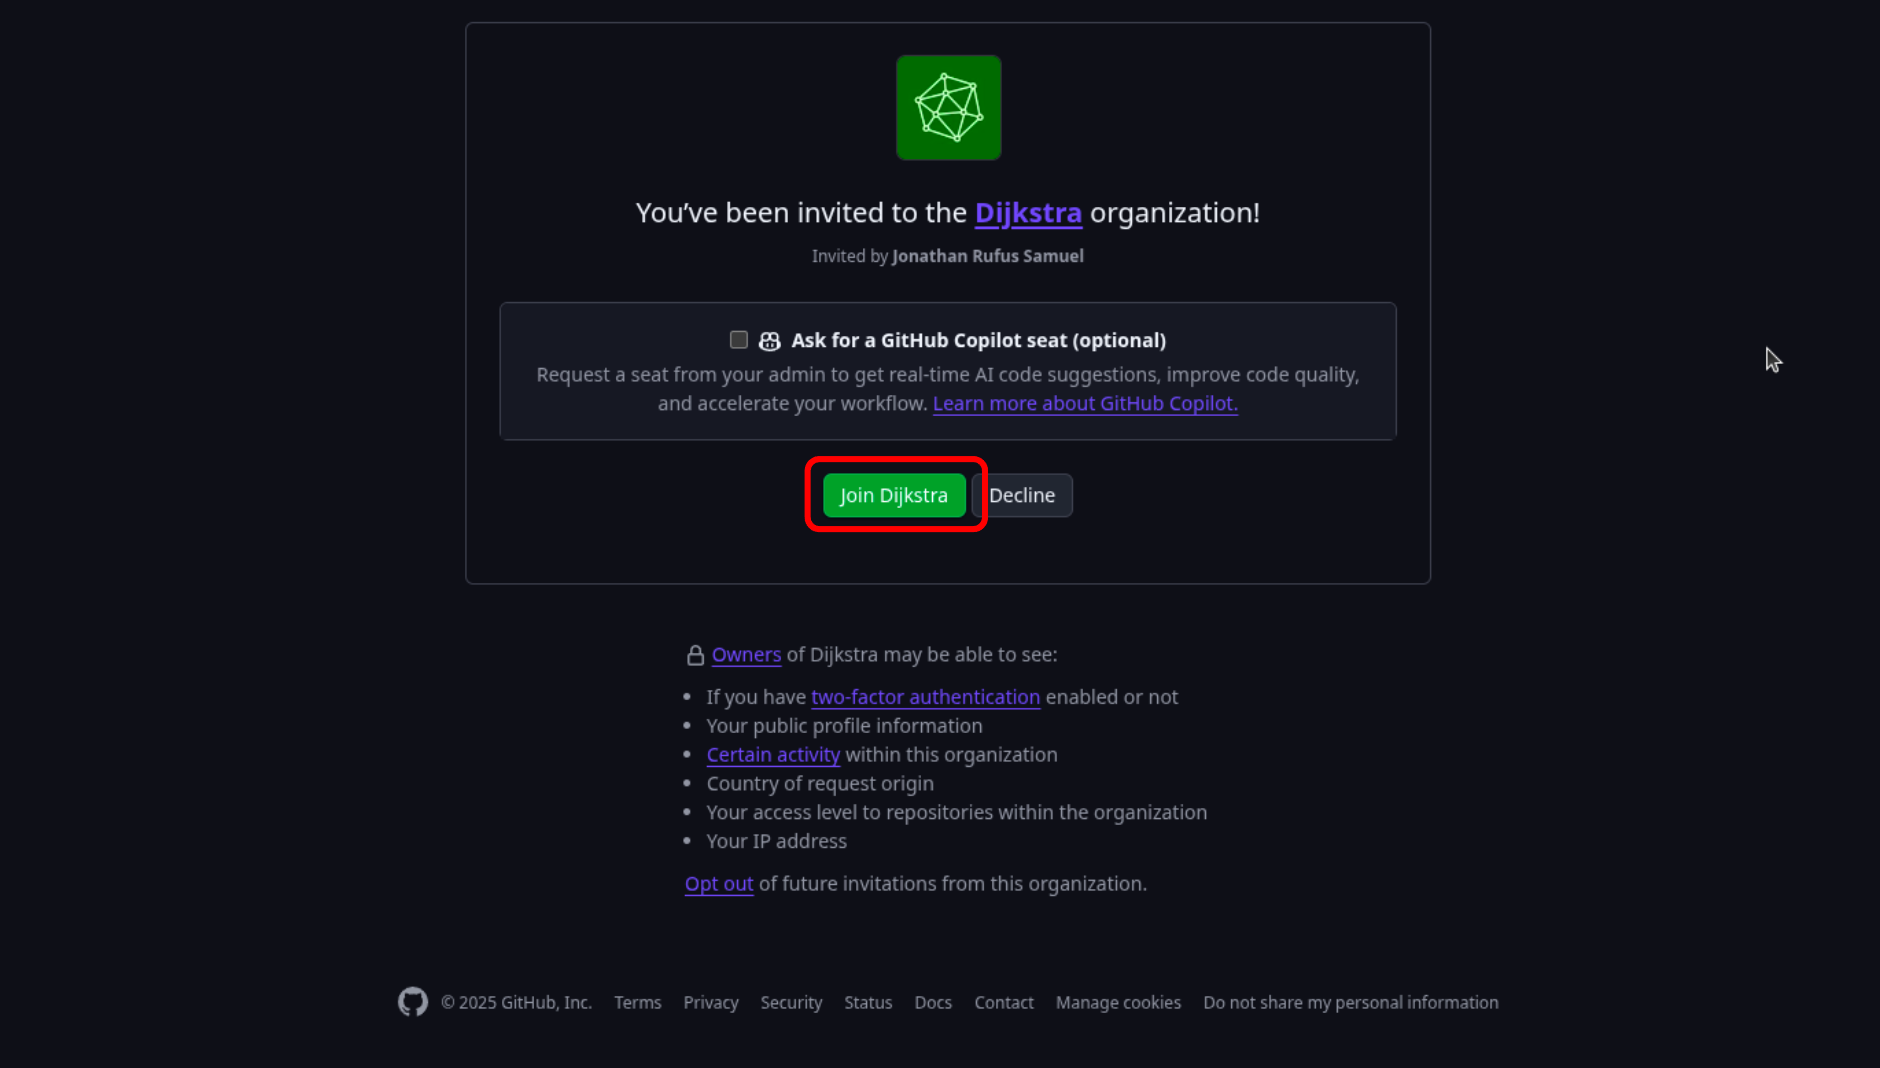 You’ve been invited to the Dijkstra organization!
Invited by Jonathan Rufus Samuel
Ask for a GitHub Copilot seat (optional)
Request a seat from your admin to get real-time AI code suggestions, improve code quality,
and accelerate your workflow. Learn more about GitHub Copilot.
Join Dijkstra Decline
Owners of Dijkstra may be able to see:
• If you have two-factor authentication enabled or not
• Your public profile information
• Certain activity within this organization
• Country of request origin
• Your access level to repositories within the organization
• Your IP address
Opt out of future invitations from this organization.
© 2025 GitHub, Inc. Terms Privacy Security Status Docs Contact Manage cookies Do not share my personal information